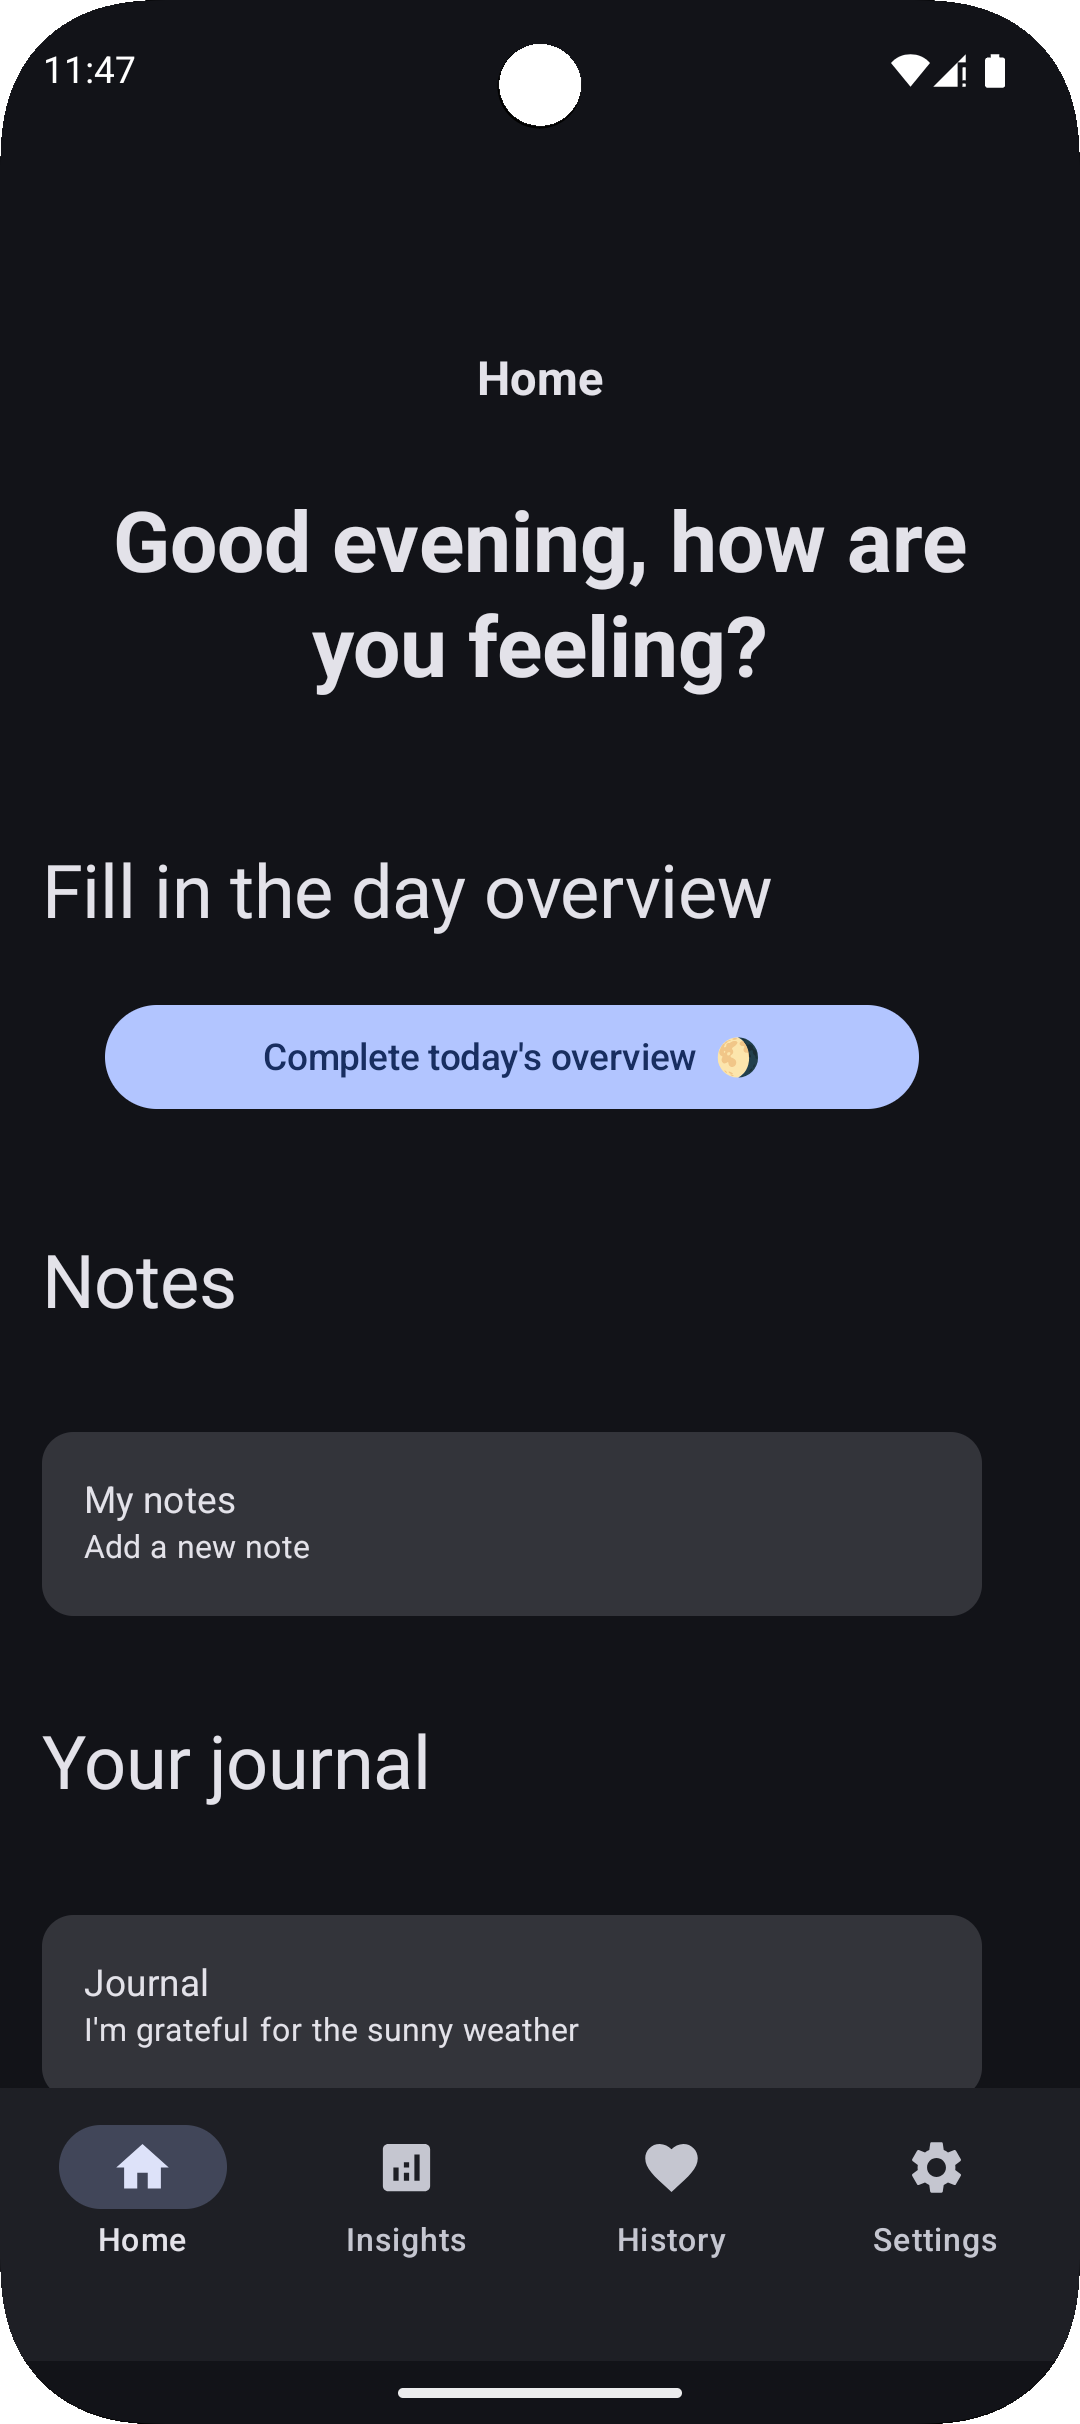 11:47
Home
Good evening, how are
you feeling?
Fill in the day overview
Complete today's overview 🌖
Notes
My notes
Add a new note
Your journal
Journal
I'm grateful for the sunny weather
Home
Insights
History
Settings